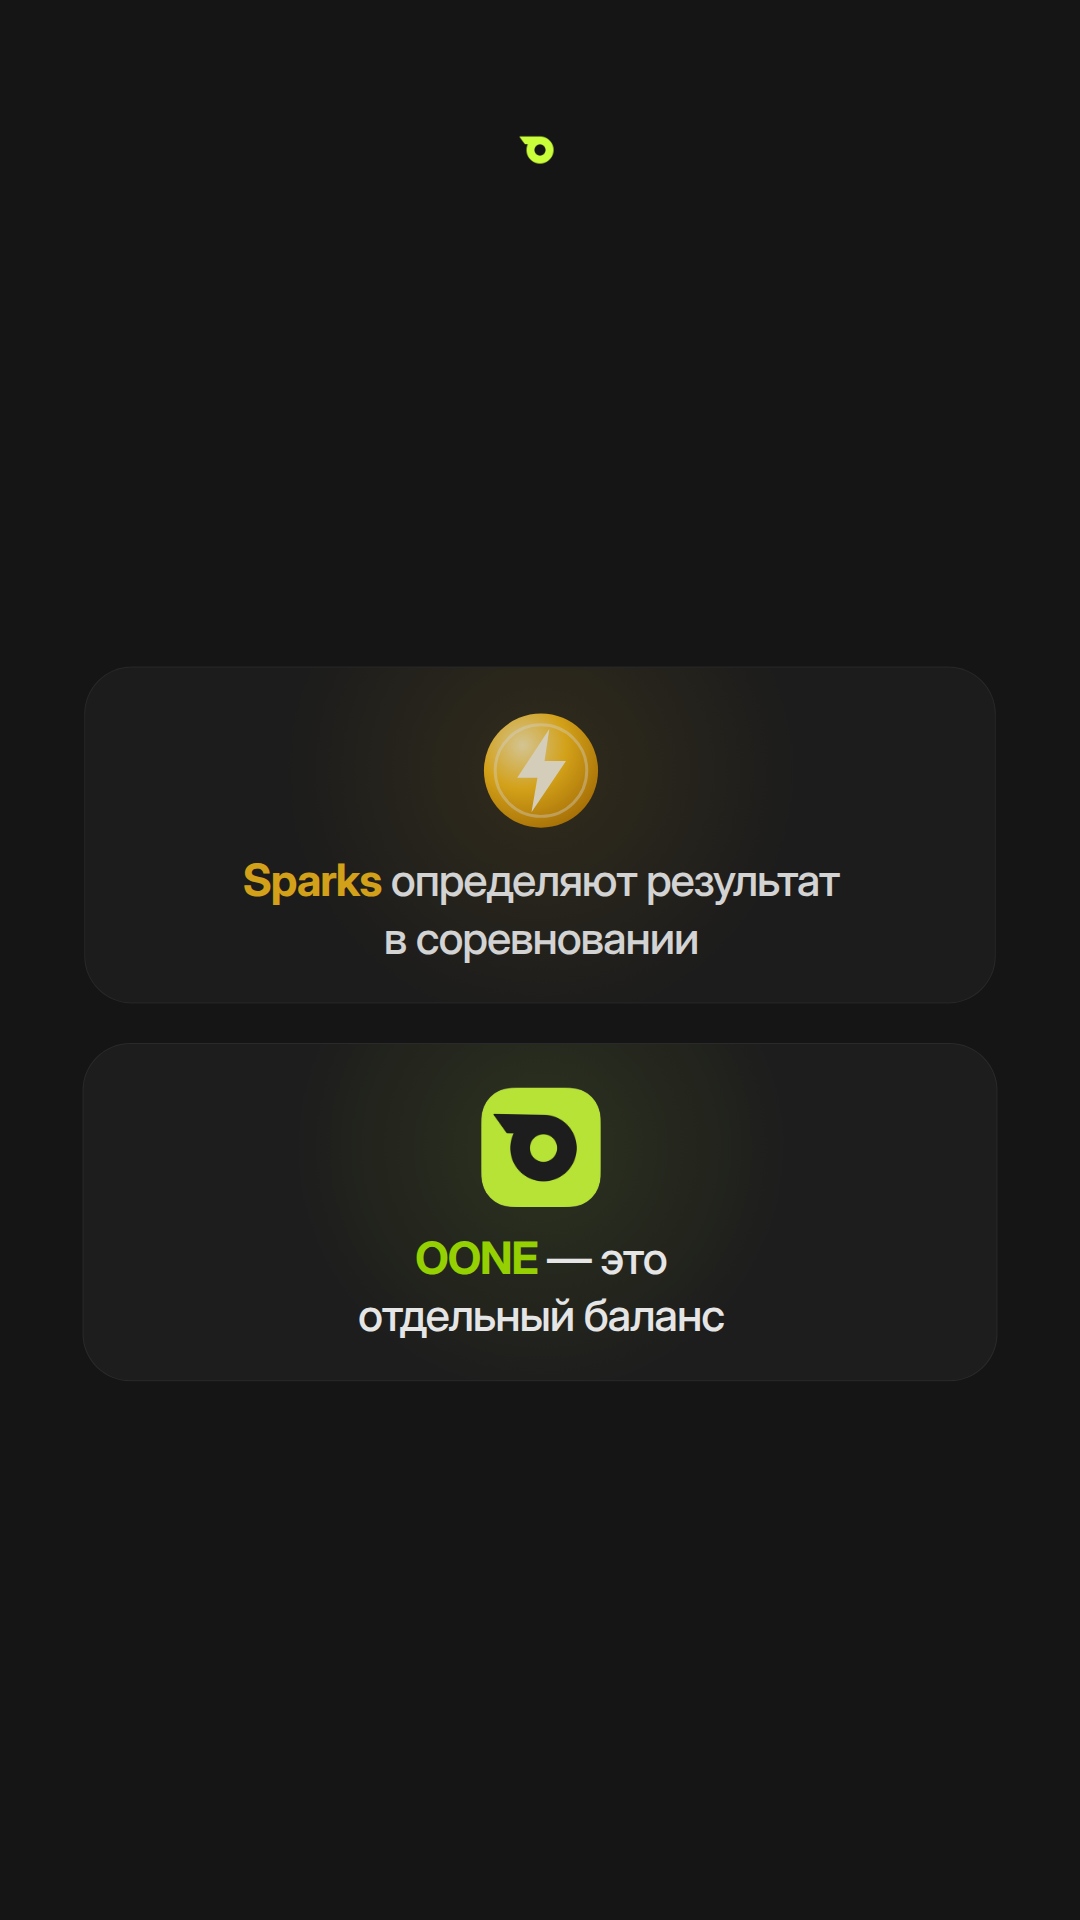 Sparks определяют результат
в соревновании
OONE — это
отдельный баланс